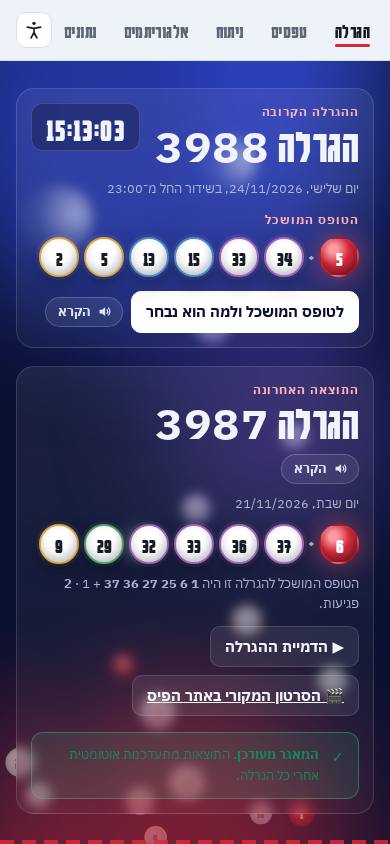 הגרלה טפסים ניתוח אלגוריתמים נתונים
ההגרלה הקרובה
הגרלה 3988
15:13:03
יום שלישי, 24/11/2026, בשידור החל מ־23:00
הטופס המושכל
2 5 13 15 33 34 • 5
לטופס המושכל ולמה הוא נבחר
הקרא
התוצאה האחרונה
הגרלה 3987
הקרא
יום שבת, 21/11/2026
9 29 32 33 36 37 • 6
הטופס המושכל להגרלה זו היה 1 6 25 27 36 37 + 1 · 2
פגיעות.
▶ הדמיית ההגרלה
🎬 הסרטון המקורי באתר הפיס
✓ המאגר מעודכן. התוצאות מתעדכנות אוטומטית
אחרי כל הגרלה.